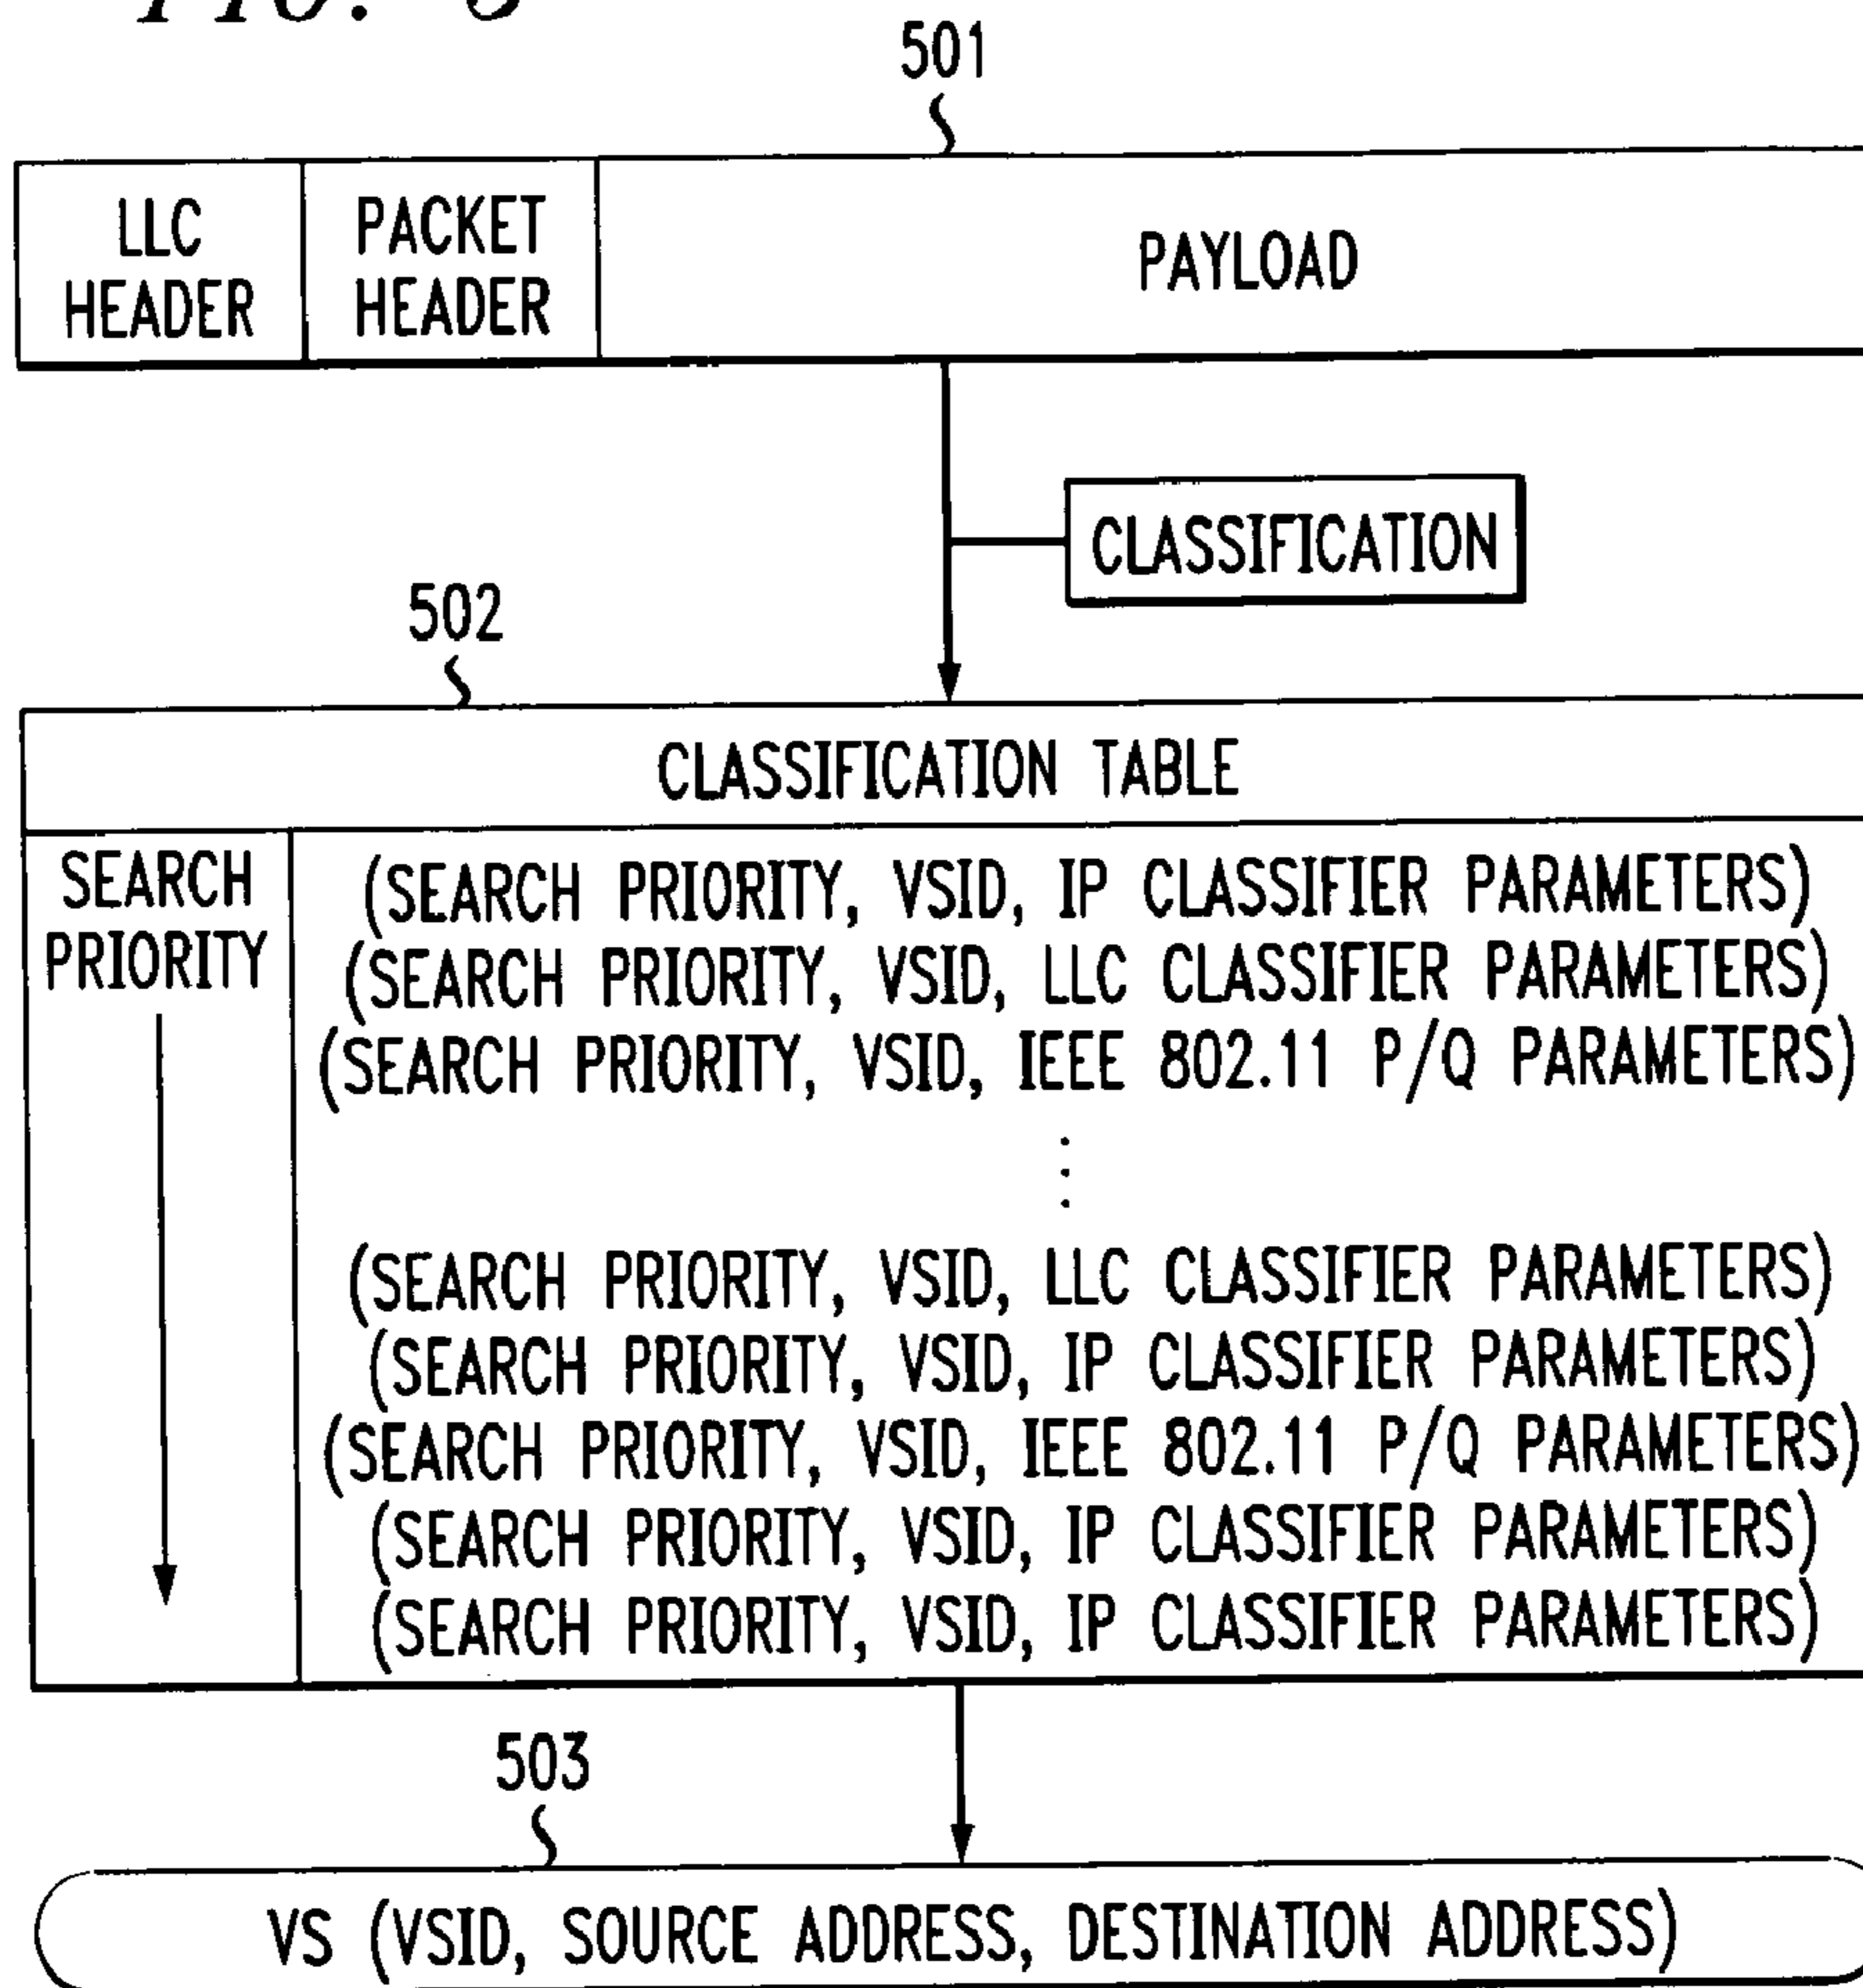 501
LLC HEADER
PACKET HEADER
PAYLOAD
CLASSIFICATION
502
CLASSIFICATION TABLE
SEARCH PRIORITY
(SEARCH PRIORITY, VSID, IP CLASSIFIER PARAMETERS)
(SEARCH PRIORITY, VSID, LLC CLASSIFIER PARAMETERS)
(SEARCH PRIORITY, VSID, IEEE 802.11 P/Q PARAMETERS)
(SEARCH PRIORITY, VSID, LLC CLASSIFIER PARAMETERS)
(SEARCH PRIORITY, VSID, IP CLASSIFIER PARAMETERS)
(SEARCH PRIORITY, VSID, IEEE 802.11 P/Q PARAMETERS)
(SEARCH PRIORITY, VSID, IP CLASSIFIER PARAMETERS)
(SEARCH PRIORITY, VSID, IP CLASSIFIER PARAMETERS)
503
VS (VSID, SOURCE ADDRESS, DESTINATION ADDRESS)